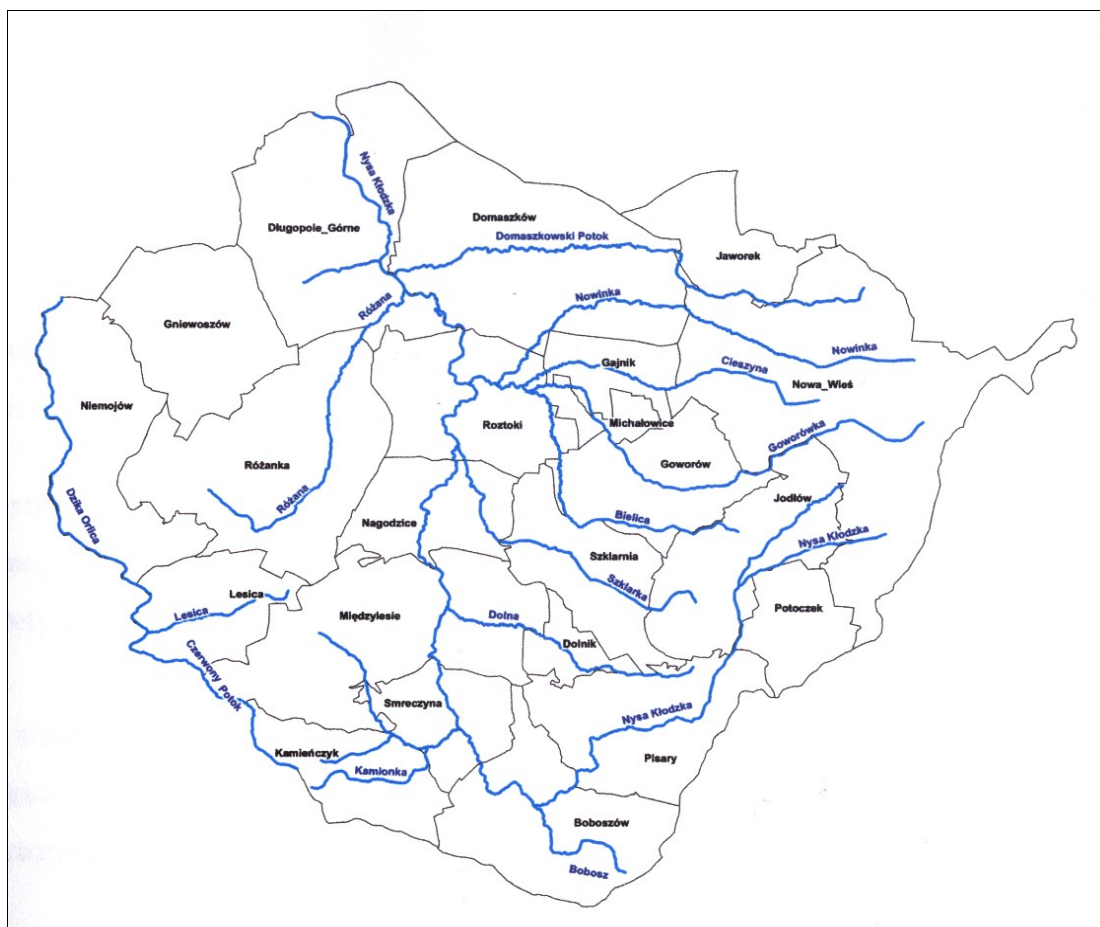 Nysa Kłodzka
Domaszków
Długopole_Górne
Domaszkowski Potok
Jaworek
Nowinka
Różana
Gniewoszów
Nowinka
Gajnik
Cieszyna
Nowa_Wieś
Niemojów
Michałowice
Roztoki
Goworówka
Różanka
Goworów
Różana
Jodłów
Dzika Orlica
Nagodzice
Bielica
Nysa Kłodzka
Szklarnia
Szklarka
Lesica
Lesica
Międzylesie
Dolna
Potoczek
Dolnik
Czerwony Potok
Smreczyna
Nysa Kłodzka
Kamieńczyk
Kamionka
Pisary
Boboszów
Bobosz